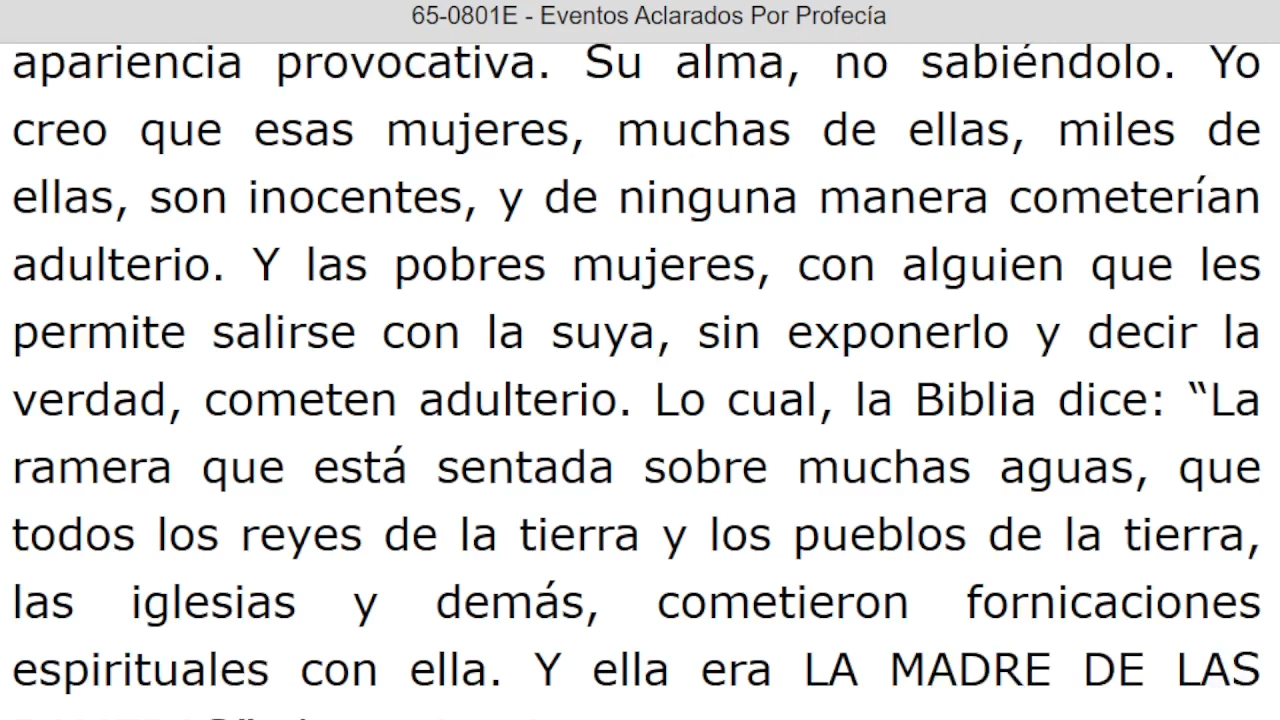 65-0801E - Eventos Aclarados Por Profecía
apariencia provocativa. Su alma, no sabiéndolo. Yo
creo que esas mujeres, muchas de ellas, miles de
ellas, son inocentes, y de ninguna manera cometerían
adulterio. Y las pobres mujeres, con alguien que les
permite salirse con la suya, sin exponerlo y decir la
verdad, cometen adulterio. Lo cual, la Biblia dice: “La
ramera que está sentada sobre muchas aguas, que
todos los reyes de la tierra y los pueblos de la tierra,
las iglesias y demás, cometieron fornicaciones
espirituales con ella. Y ella era LA MADRE DE LAS